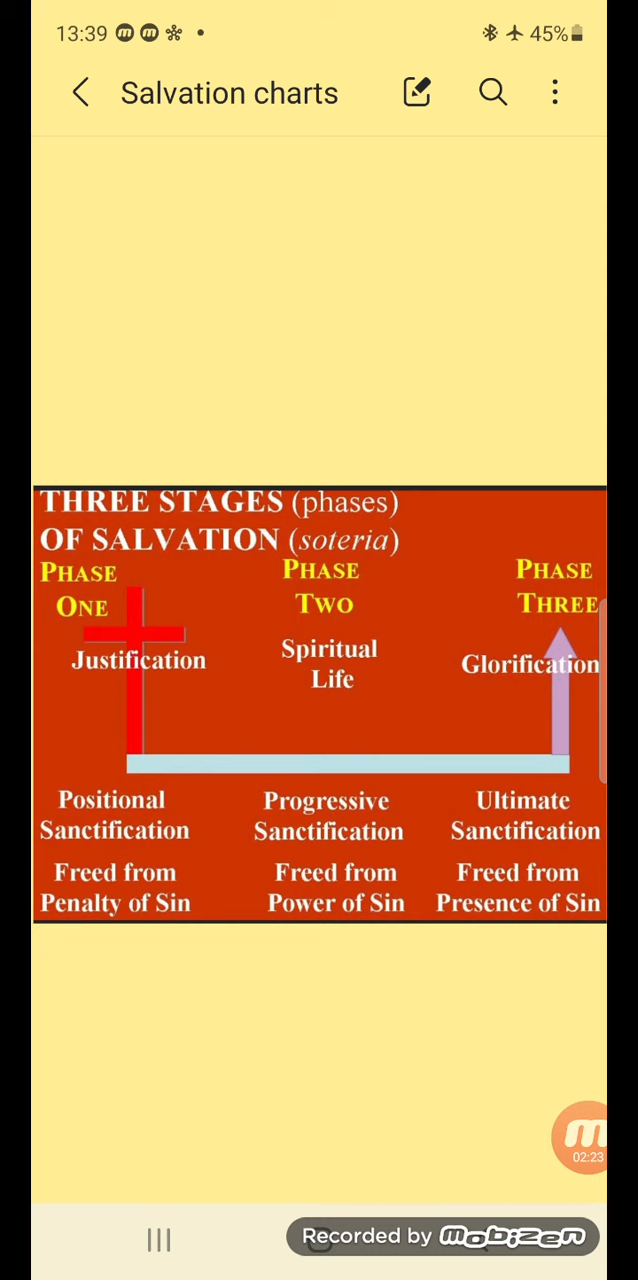 13:39 45%
Salvation charts
THREE STAGES (phases)
OF SALVATION (soteria)
PHASE
ONE
Justification
PHASE
TWO
Spiritual
Life
PHASE
THREE
Glorification
Positional
Sanctification
Freed from
Penalty of Sin
Progressive
Sanctification
Freed from
Power of Sin
Ultimate
Sanctification
Freed from
Presence of Sin
m
02:23
Recorded by mobizen